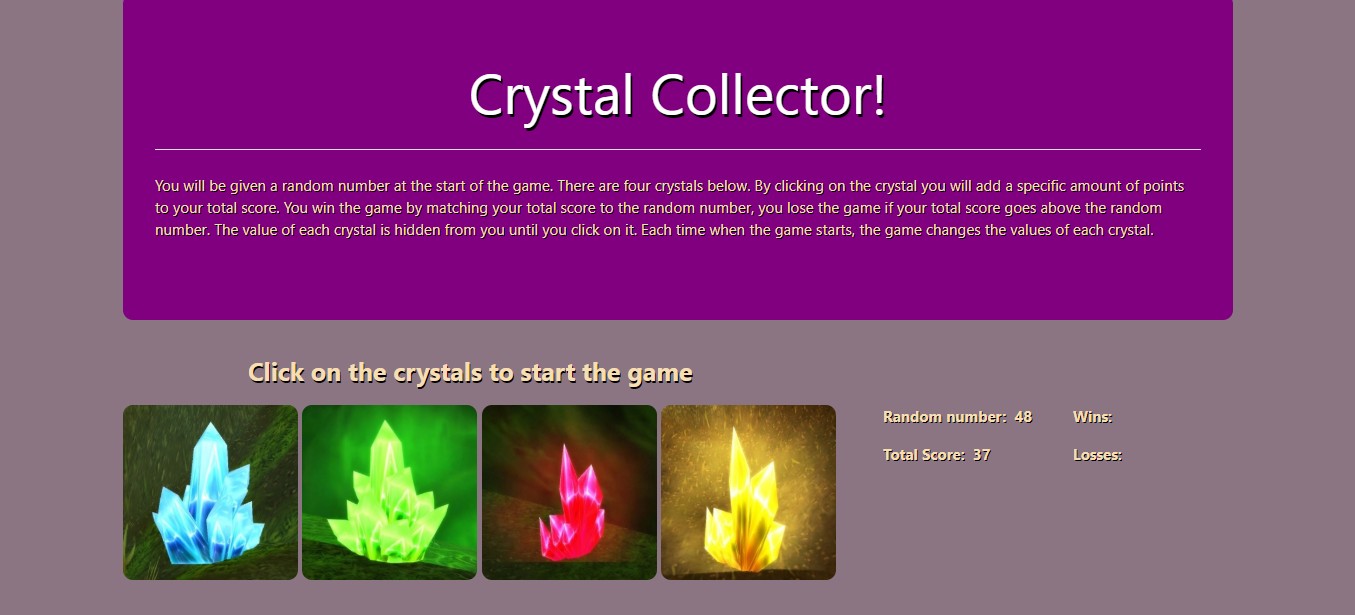 Crystal Collector!
You will be given a random number at the start of the game. There are four crystals below. By clicking on the crystal you will add a specific amount of points
to your total score. You win the game by matching your total score to the random number, you lose the game if your total score goes above the random
number. The value of each crystal is hidden from you until you click on it. Each time when the game starts, the game changes the values of each crystal.
Click on the crystals to start the game
Random number: 48
Wins:
Total Score: 37
Losses: